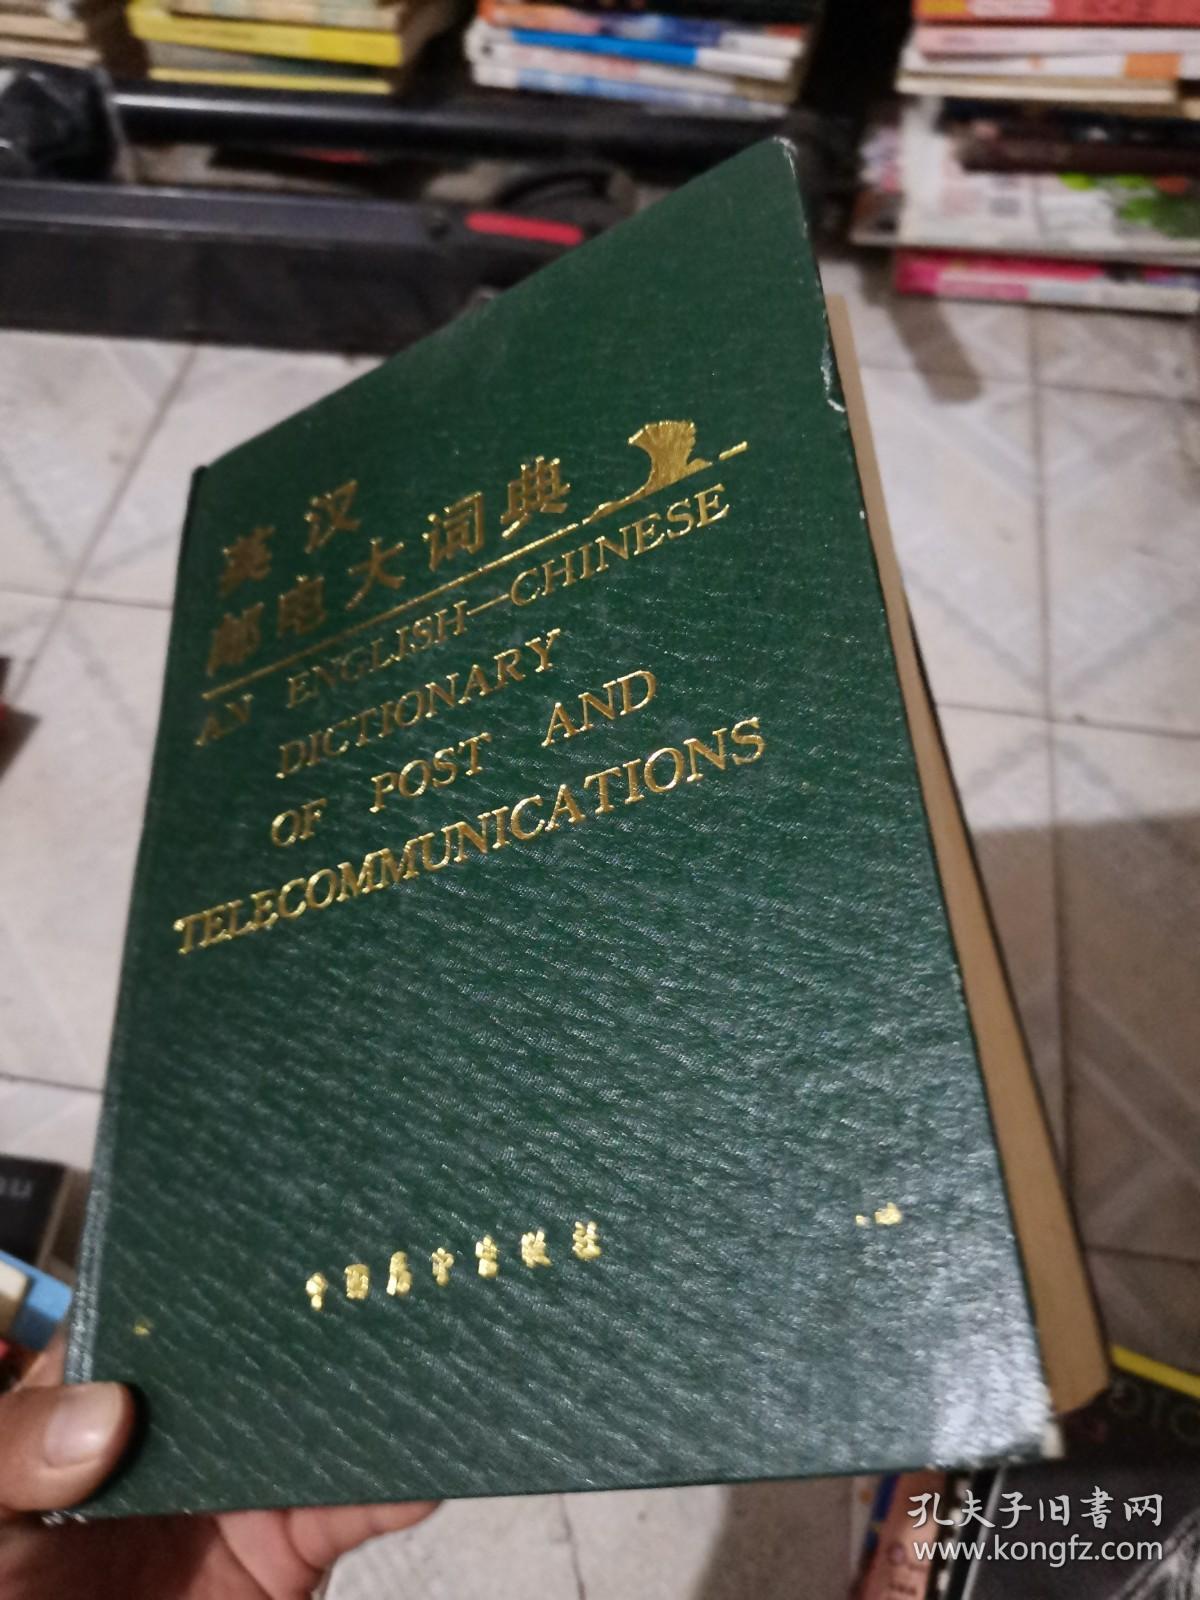 英汉
邮电大词典
AN ENGLISH—CHINESE
DICTIONARY
OF POST AND
TELECOMMUNICATIONS
孔夫子旧書网
www.kongfz.com